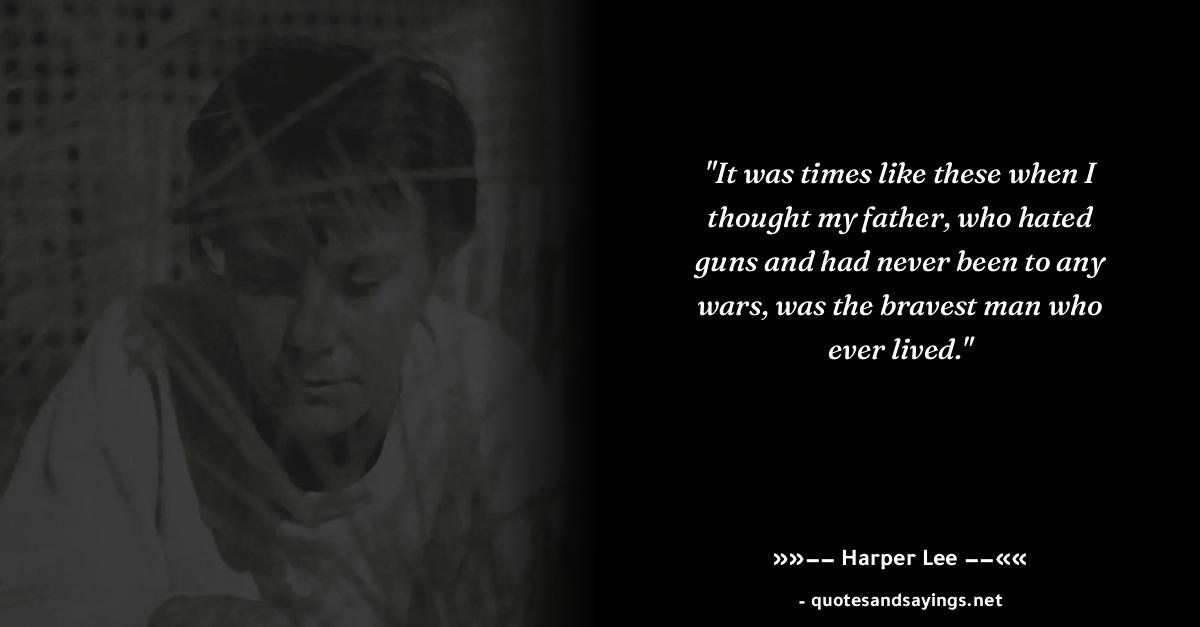 "It was times like these when I
thought my father, who hated
guns and had never been to any
wars, was the bravest man who
ever lived."
»»–– Harper Lee ––««
- quotesandsayings.net